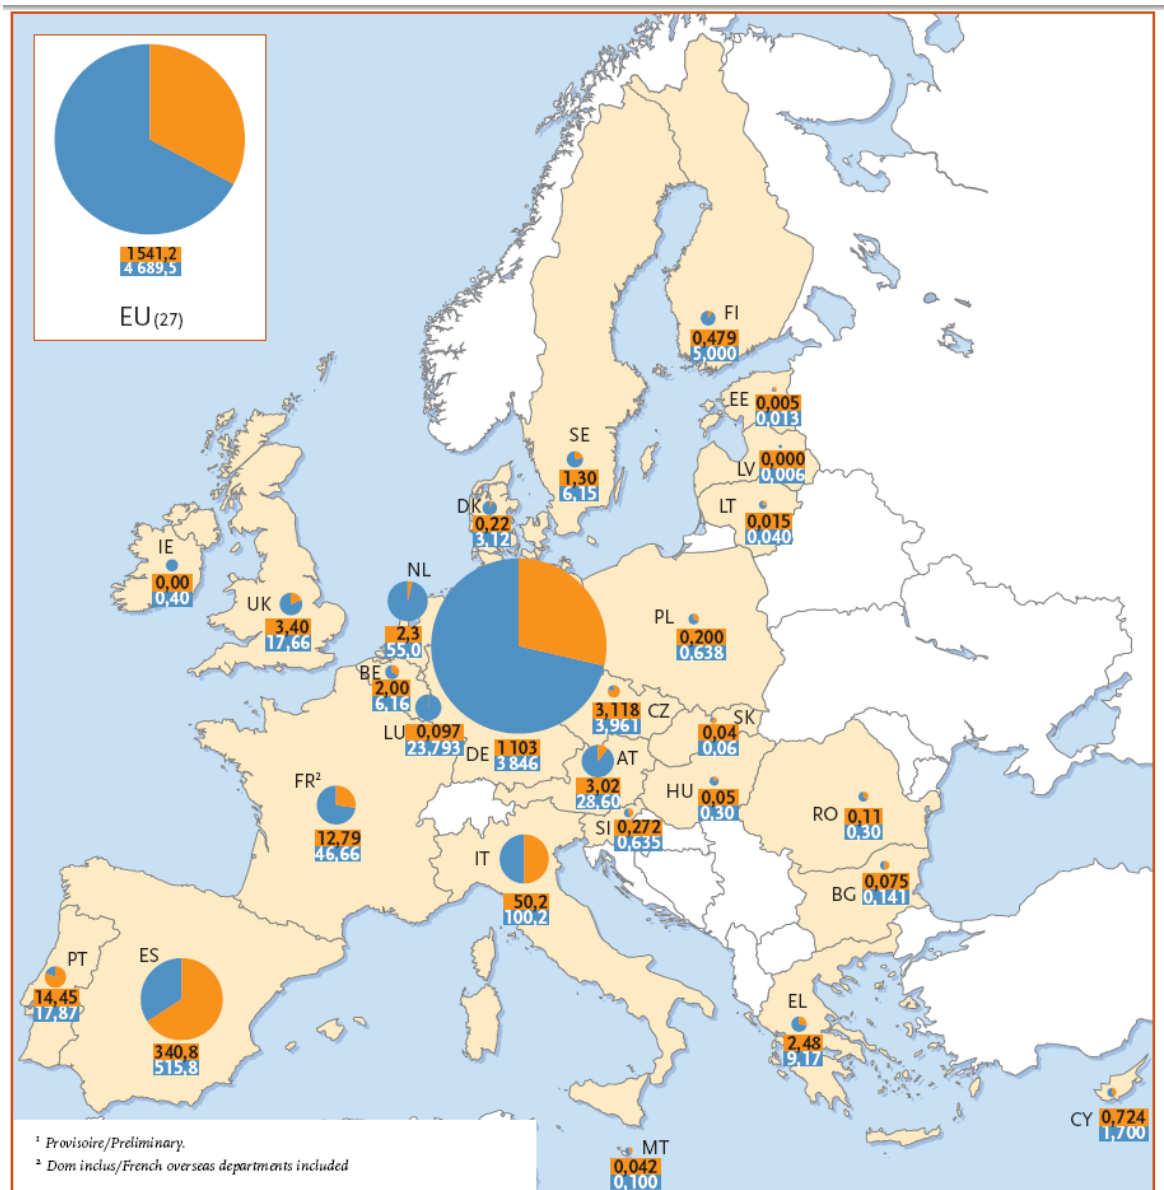 1541,2
4 689,5
EU (27)
FI
0,479
5,000
EE
0,005
0,013
SE
1,30
6,15
LV
0,000
0,006
DK
0,22
3,12
LT
0,015
0,040
IE
0,00
0,40
NL
2,3
55,0
UK
3,40
17,66
PL
0,200
0,638
BE
2,00
6,16
CZ
3,118
3,961
SK
0,04
0,06
LU
0,097
23,793
DE
1 103
3 846
AT
3,02
28,60
HU
0,05
0,30
FR²
12,79
46,66
SI
0,272
0,635
RO
0,11
0,30
IT
50,2
100,2
BG
0,075
0,141
PT
14,45
17,87
ES
340,8
515,8
EL
2,48
9,17
CY
0,724
1,700
MT
0,042
0,100
¹ Provisoire/Preliminary.
² Dom inclus/French overseas departments included